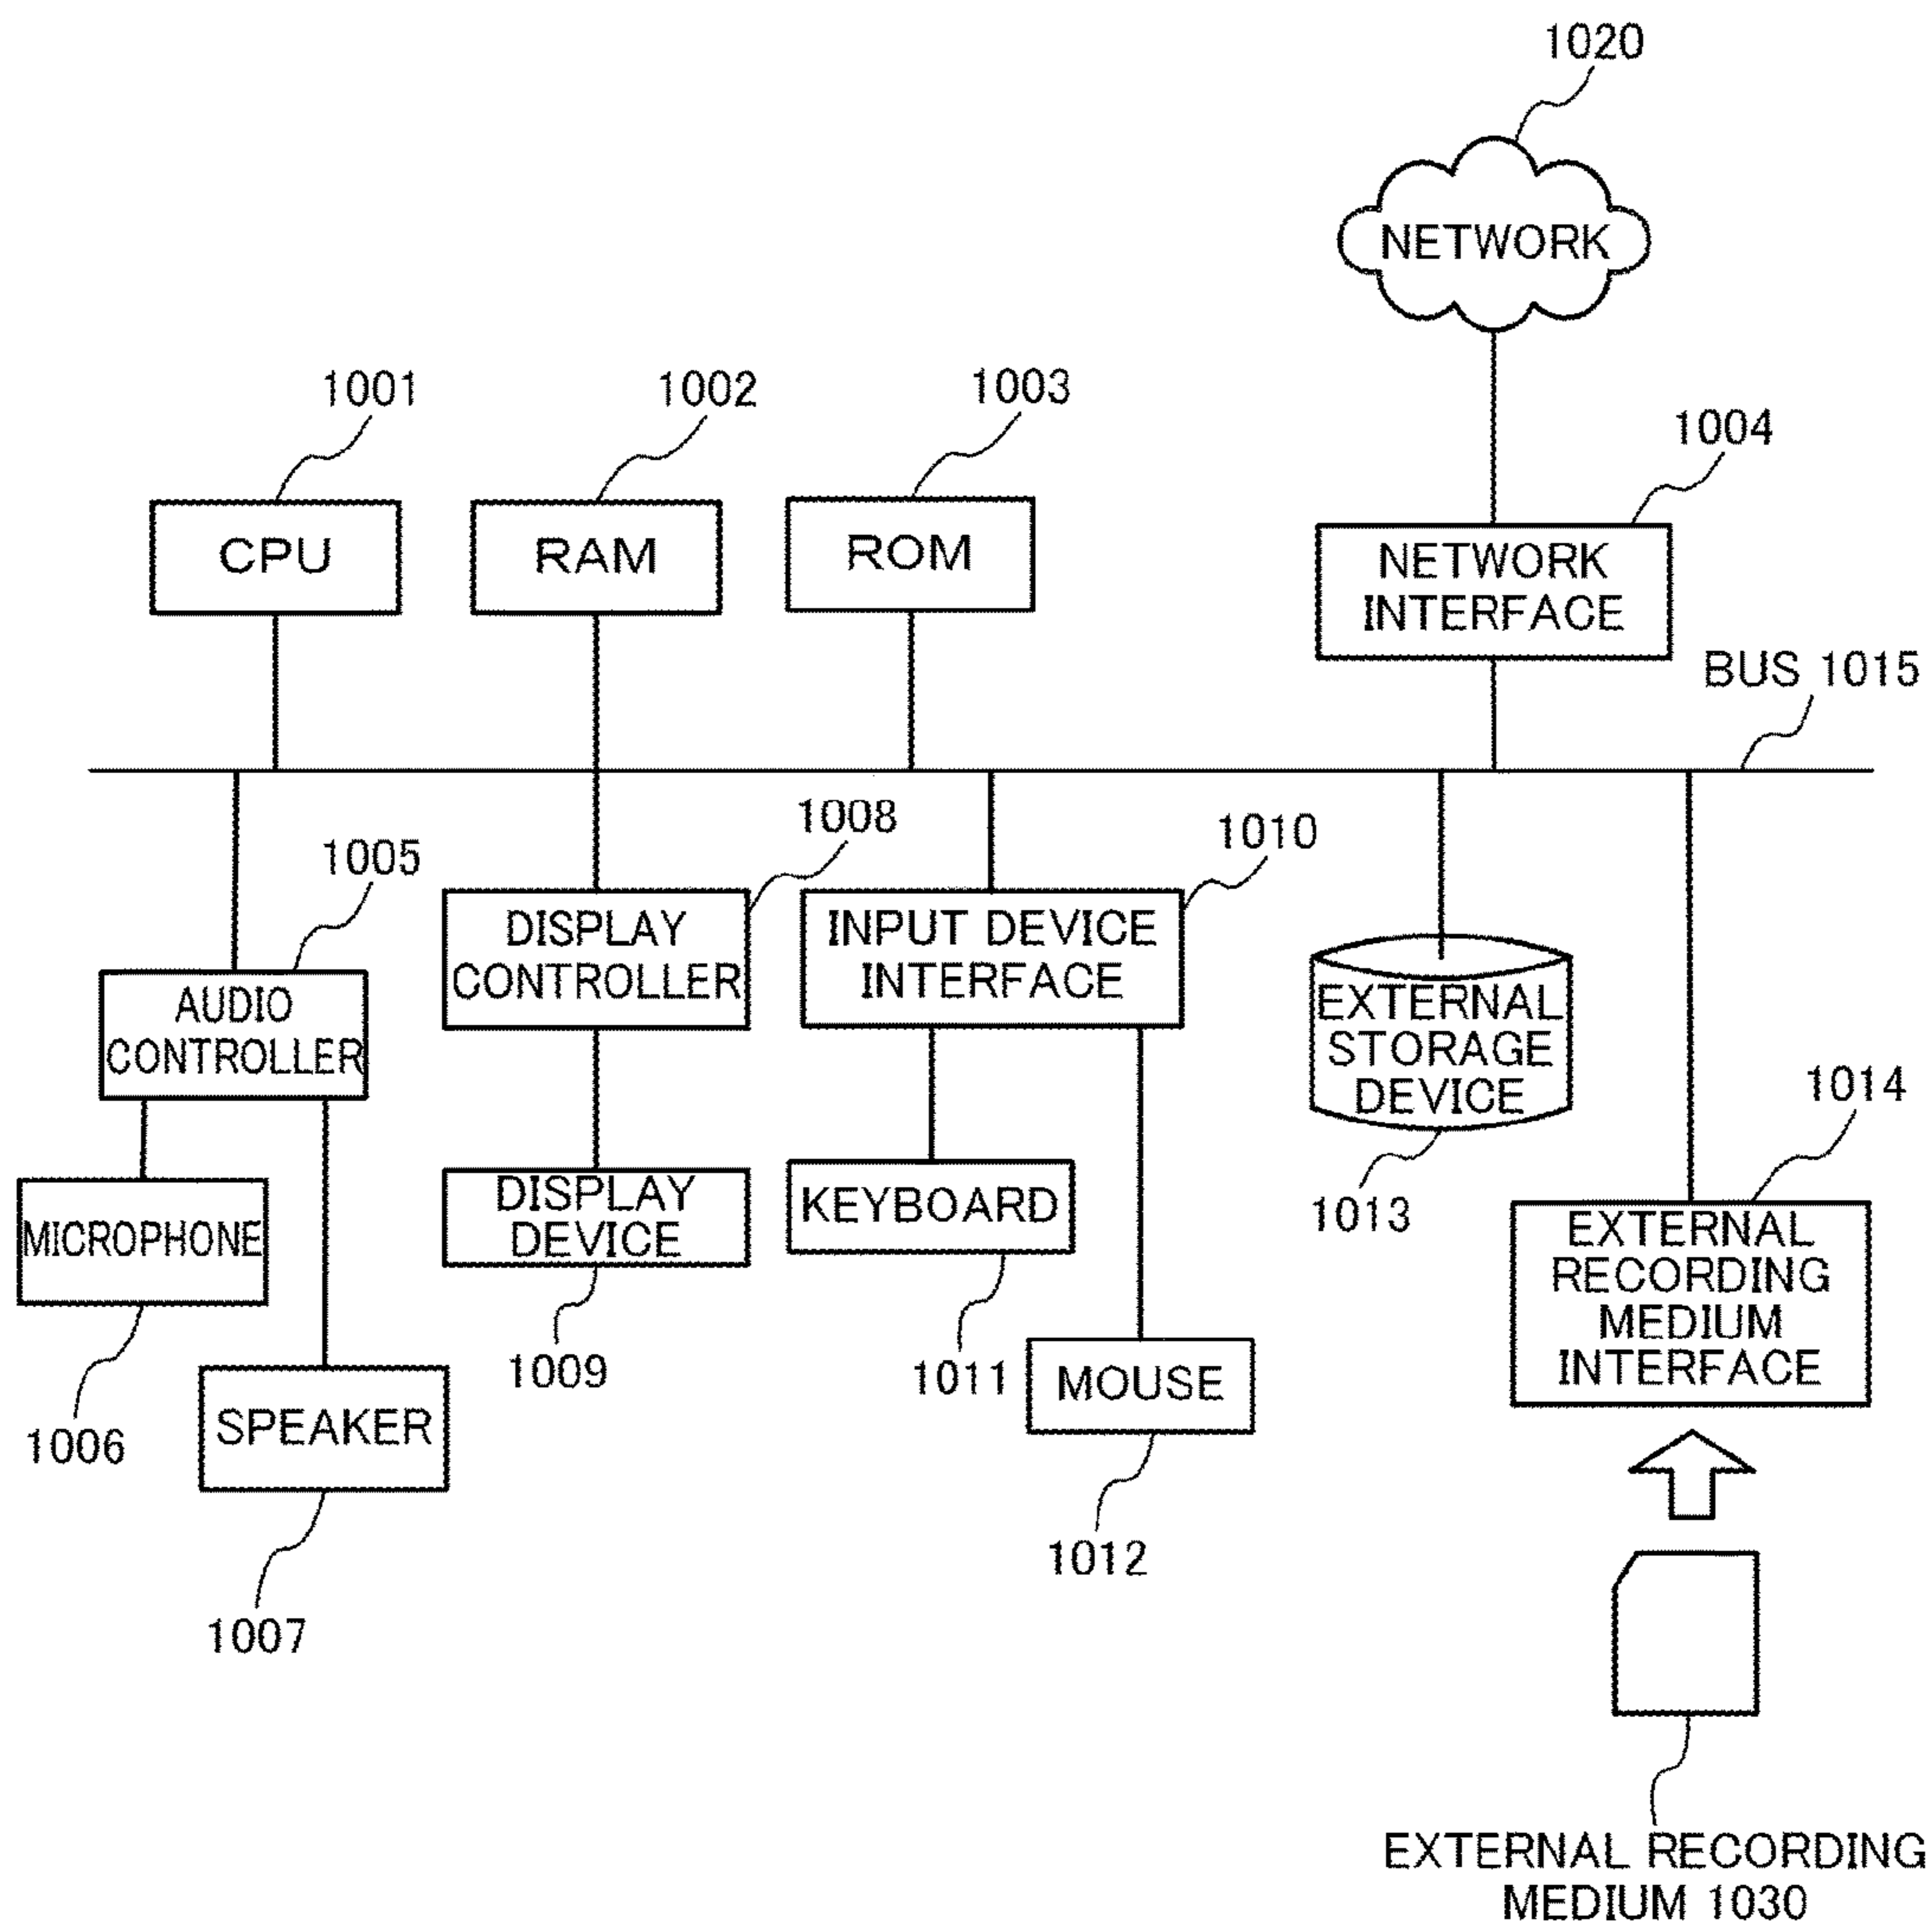 1020
NETWORK
1001
1002
1003
1004
CPU
RAM
ROM
NETWORK
INTERFACE
BUS 1015
1005
1008
1010
AUDIO
CONTROLLER
DISPLAY
CONTROLLER
INPUT DEVICE
INTERFACE
EXTERNAL
STORAGE
DEVICE
1013
1014
MICROPHONE
1006
SPEAKER
1007
DISPLAY
DEVICE
1009
KEYBOARD
1011
MOUSE
1012
EXTERNAL
RECORDING
MEDIUM
INTERFACE
EXTERNAL RECORDING
MEDIUM 1030